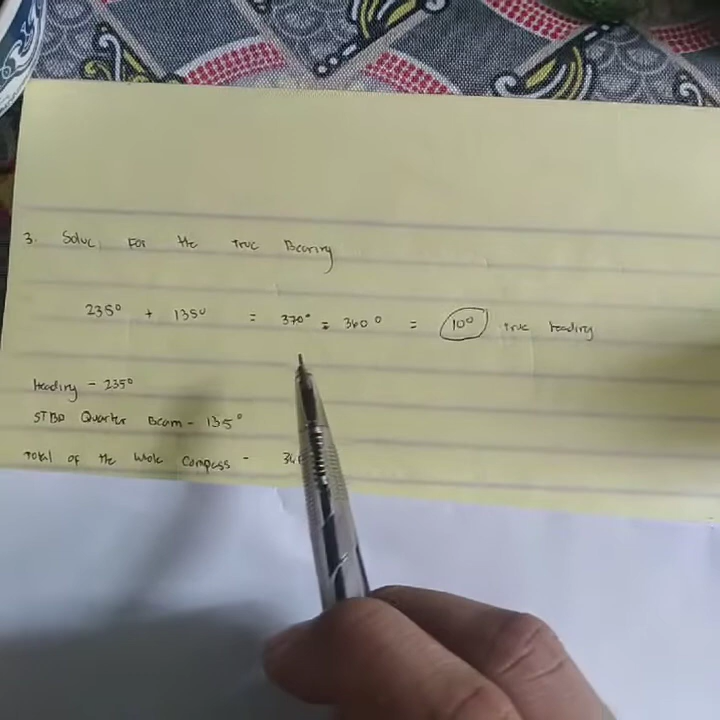 3. Solve For the True Bearing
235° + 135° = 370° = 360° = 10° True heading
heading - 235°
STBD Quarter Beam - 135°
Total of the whole Compass -